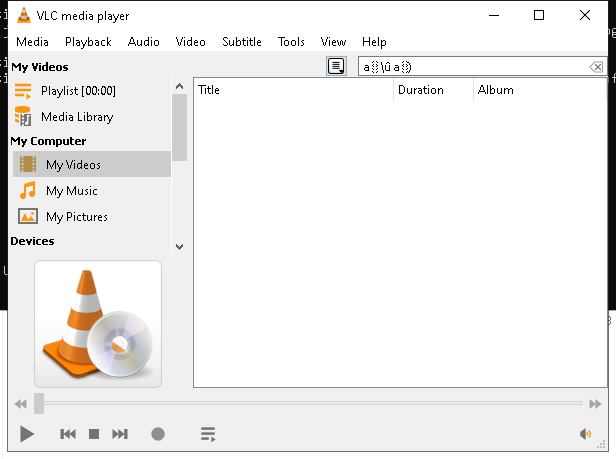 VLC media player
Media Playback Audio Video Subtitle Tools View Help
My Videos
Playlist [00:00]
Media Library
My Computer
My Videos
My Music
My Pictures
Devices
Title Duration Album